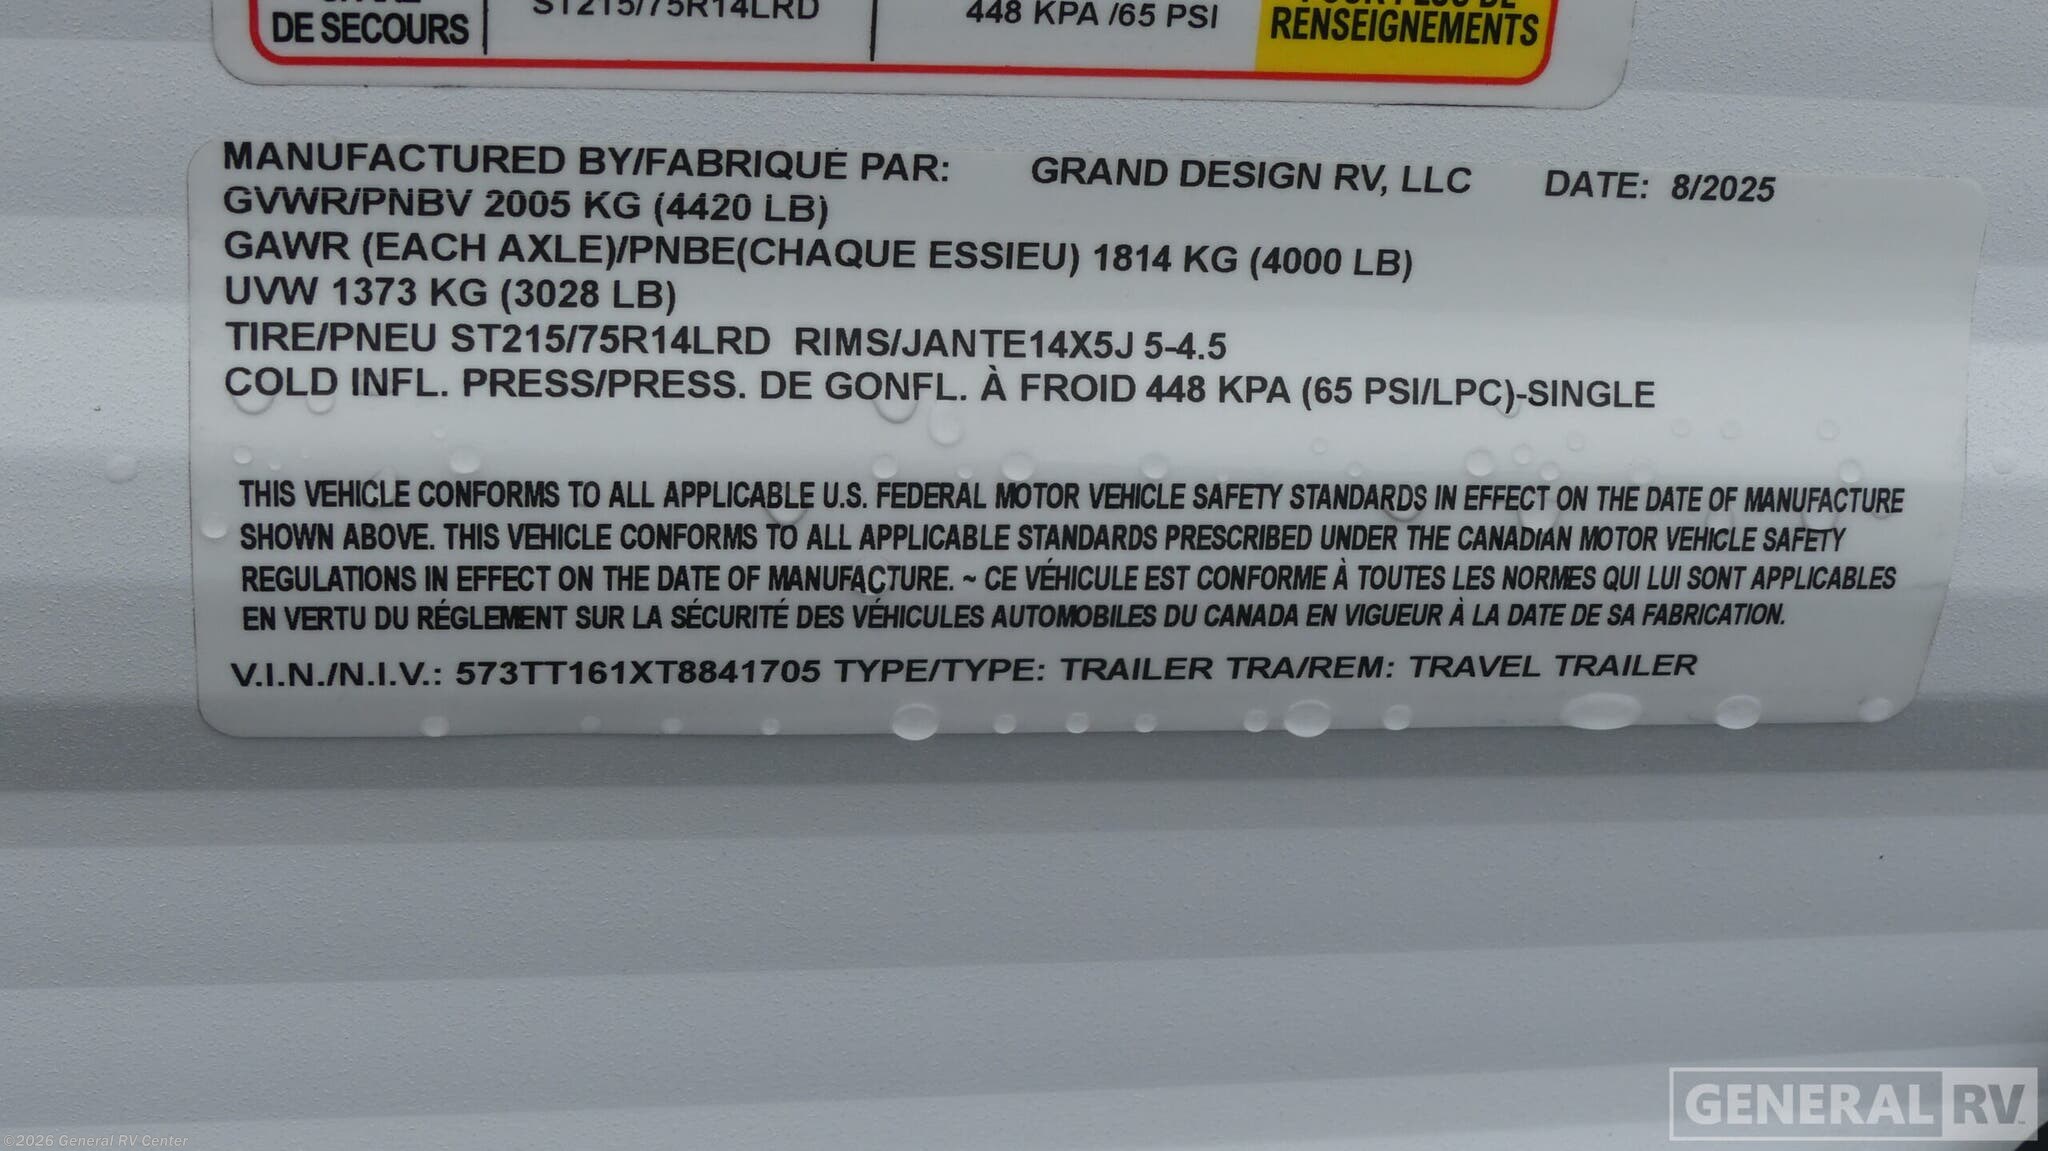 DE SECOURS
ST215/75R14LRD
448 KPA /65 PSI
RENSEIGNEMENTS
MANUFACTURED BY/FABRIQUÉ PAR: GRAND DESIGN RV, LLC DATE: 8/2025
GVWR/PNBV 2005 KG (4420 LB)
GAWR (EACH AXLE)/PNBE(CHAQUE ESSIEU) 1814 KG (4000 LB)
UVW 1373 KG (3028 LB)
TIRE/PNEU ST215/75R14LRD RIMS/JANTE14X5J 5-4.5
COLD INFL. PRESS/PRESS. DE GONFL. À FROID 448 KPA (65 PSI/LPC)-SINGLE
THIS VEHICLE CONFORMS TO ALL APPLICABLE U.S. FEDERAL MOTOR VEHICLE SAFETY STANDARDS IN EFFECT ON THE DATE OF MANUFACTURE
SHOWN ABOVE. THIS VEHICLE CONFORMS TO ALL APPLICABLE STANDARDS PRESCRIBED UNDER THE CANADIAN MOTOR VEHICLE SAFETY
REGULATIONS IN EFFECT ON THE DATE OF MANUFACTURE. ~ CE VÉHICULE EST CONFORME À TOUTES LES NORMES QUI LUI SONT APPLICABLES
EN VERTU DU RÉGLEMENT SUR LA SÉCURITÉ DES VÉHICULES AUTOMOBILES DU CANADA EN VIGUEUR À LA DATE DE SA FABRICATION.
V.I.N./N.I.V.: 573TT161XT8841705 TYPE/TYPE: TRAILER TRA/REM: TRAVEL TRAILER
GENERAL RV
©2026 General RV Center